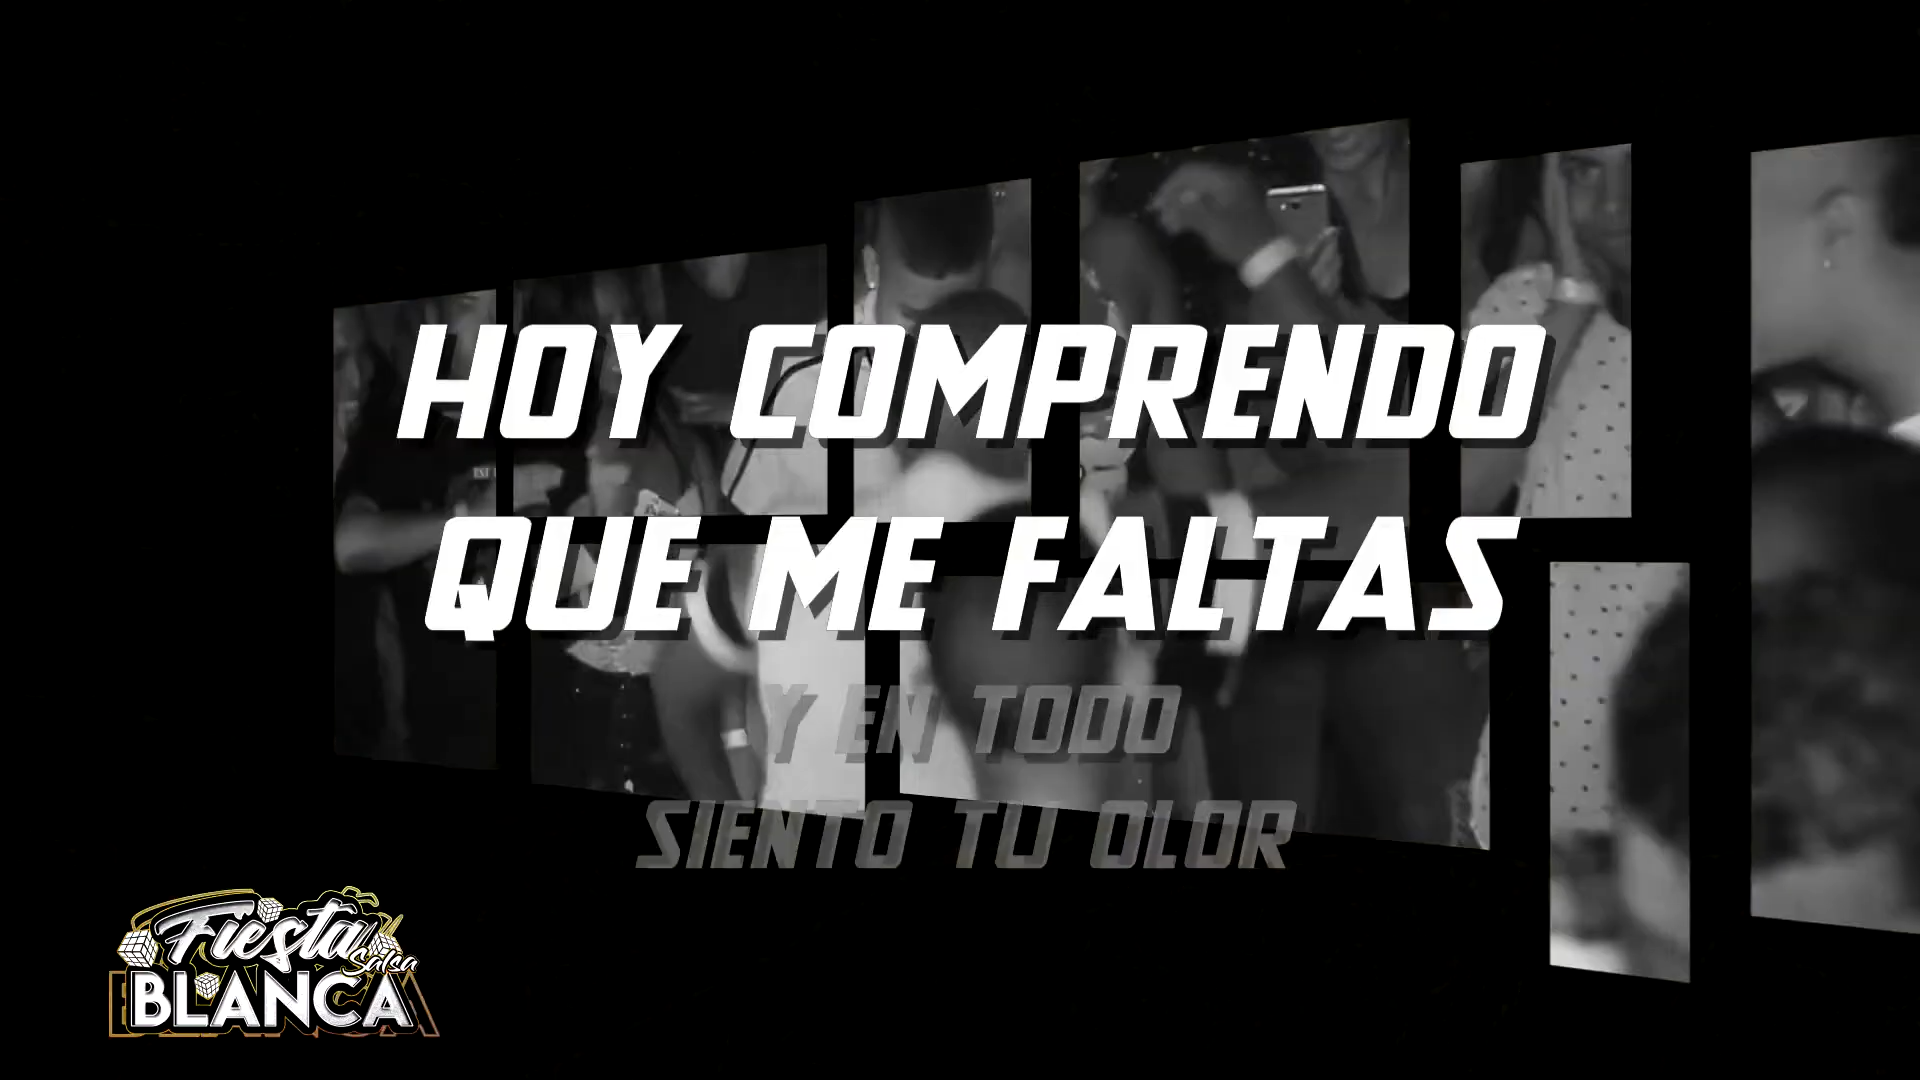 HOY COMPRENDO
QUE ME FALTAS
Y EN TODO
SIENTO TU OLOR
Fiesta
Salsa
BLANCA